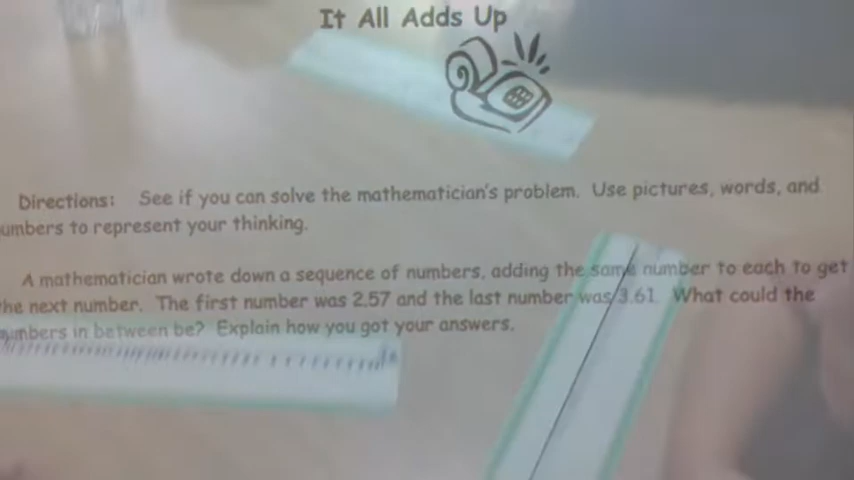 It All Adds Up
Directions: See if you can solve the mathematician's problem. Use pictures, words, and
umbers to represent your thinking.
A mathematician wrote down a sequence of numbers, adding the same number to each to get
the next number. The first number was 2.57 and the last number was 3.61. What could the
numbers in between be? Explain how you got your answers.